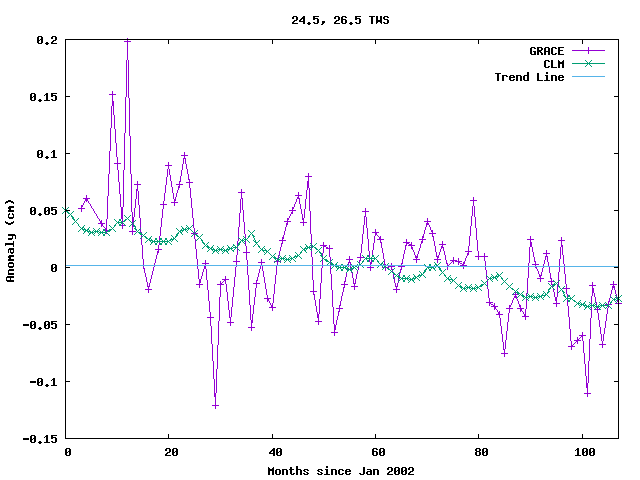 24.5, 26.5 TWS
GRACE
CLM
Trend Line
Anomaly (cm)
0.2
0.15
0.1
0.05
0
-0.05
-0.1
-0.15
0 20 40 60 80 100
Months since Jan 2002